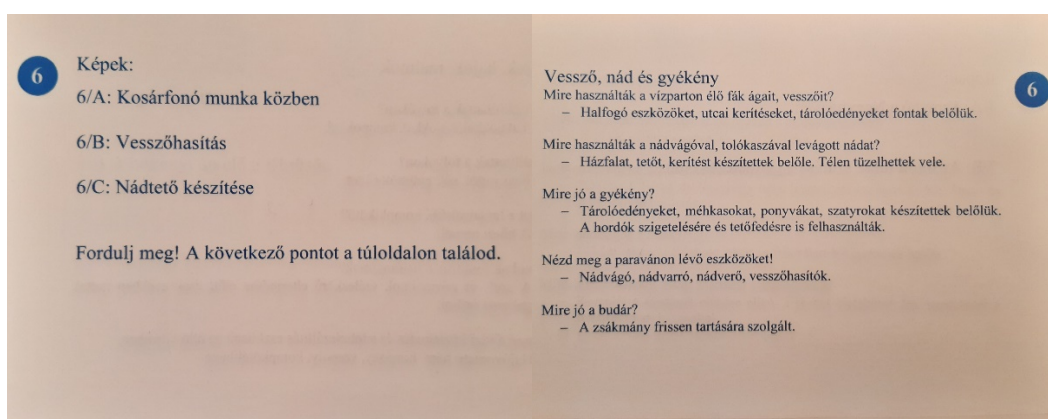 6
Képek:
6/A: Kosárfonó munka közben
6/B: Vesszőhasítás
6/C: Nádtető készítése
Fordulj meg! A következő pontot a túloldalon találod.
6
Vessző, nád és gyékény
Mire használták a vízparton élő fák ágait, vesszőit?
– Halfogó eszközöket, utcai kerítéseket, tárolóedényeket fontak belőlük.
Mire használták a nádvágóval, tolókaszával levágott nádat?
– Házfalat, tetőt, kerítést készítettek belőle. Télen tüzelhettek vele.
Mire jó a gyékény?
– Tárolóedényeket, méhkasokat, ponyvákat, szatyrokat készítettek belőlük.
A hordók szigetelésére és tetőfedésre is felhasználták.
Nézd meg a paravánon lévő eszközöket!
– Nádvágó, nádvarró, nádverő, vesszőhasítók.
Mire jó a budár?
– A zsákmány frissen tartására szolgált.